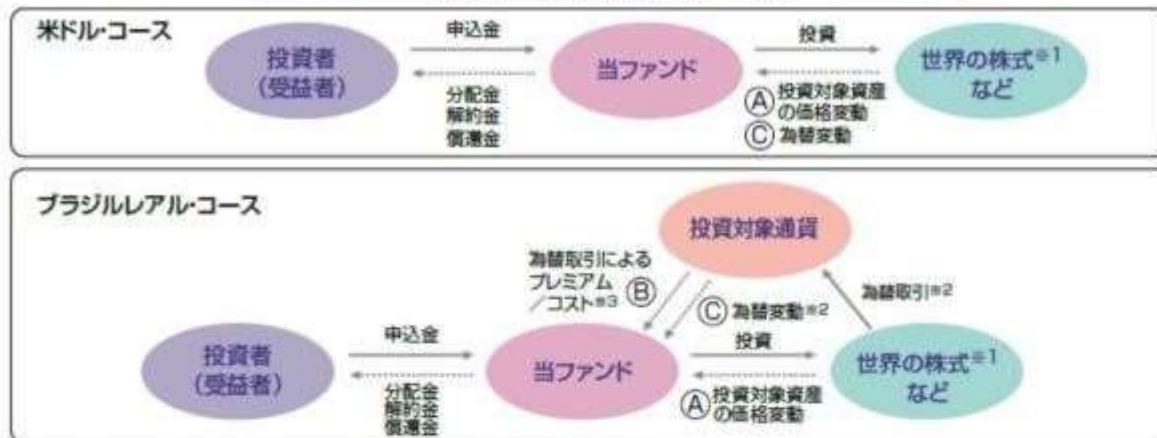 米ドル・コース
投資者
(受益者)
申込金
分配金
解約金
償還金
当ファンド
投資
Ⓐ 投資対象資産
の価格変動
Ⓒ 為替変動
世界の株式※1
など
ブラジルレアル・コース
投資対象通貨
為替取引による
プレミアム
／コスト※3 Ⓑ
Ⓒ 為替変動※2
為替取引※2
投資者
(受益者)
申込金
分配金
解約金
償還金
当ファンド
投資
Ⓐ 投資対象資産
の価格変動
世界の株式※1
など